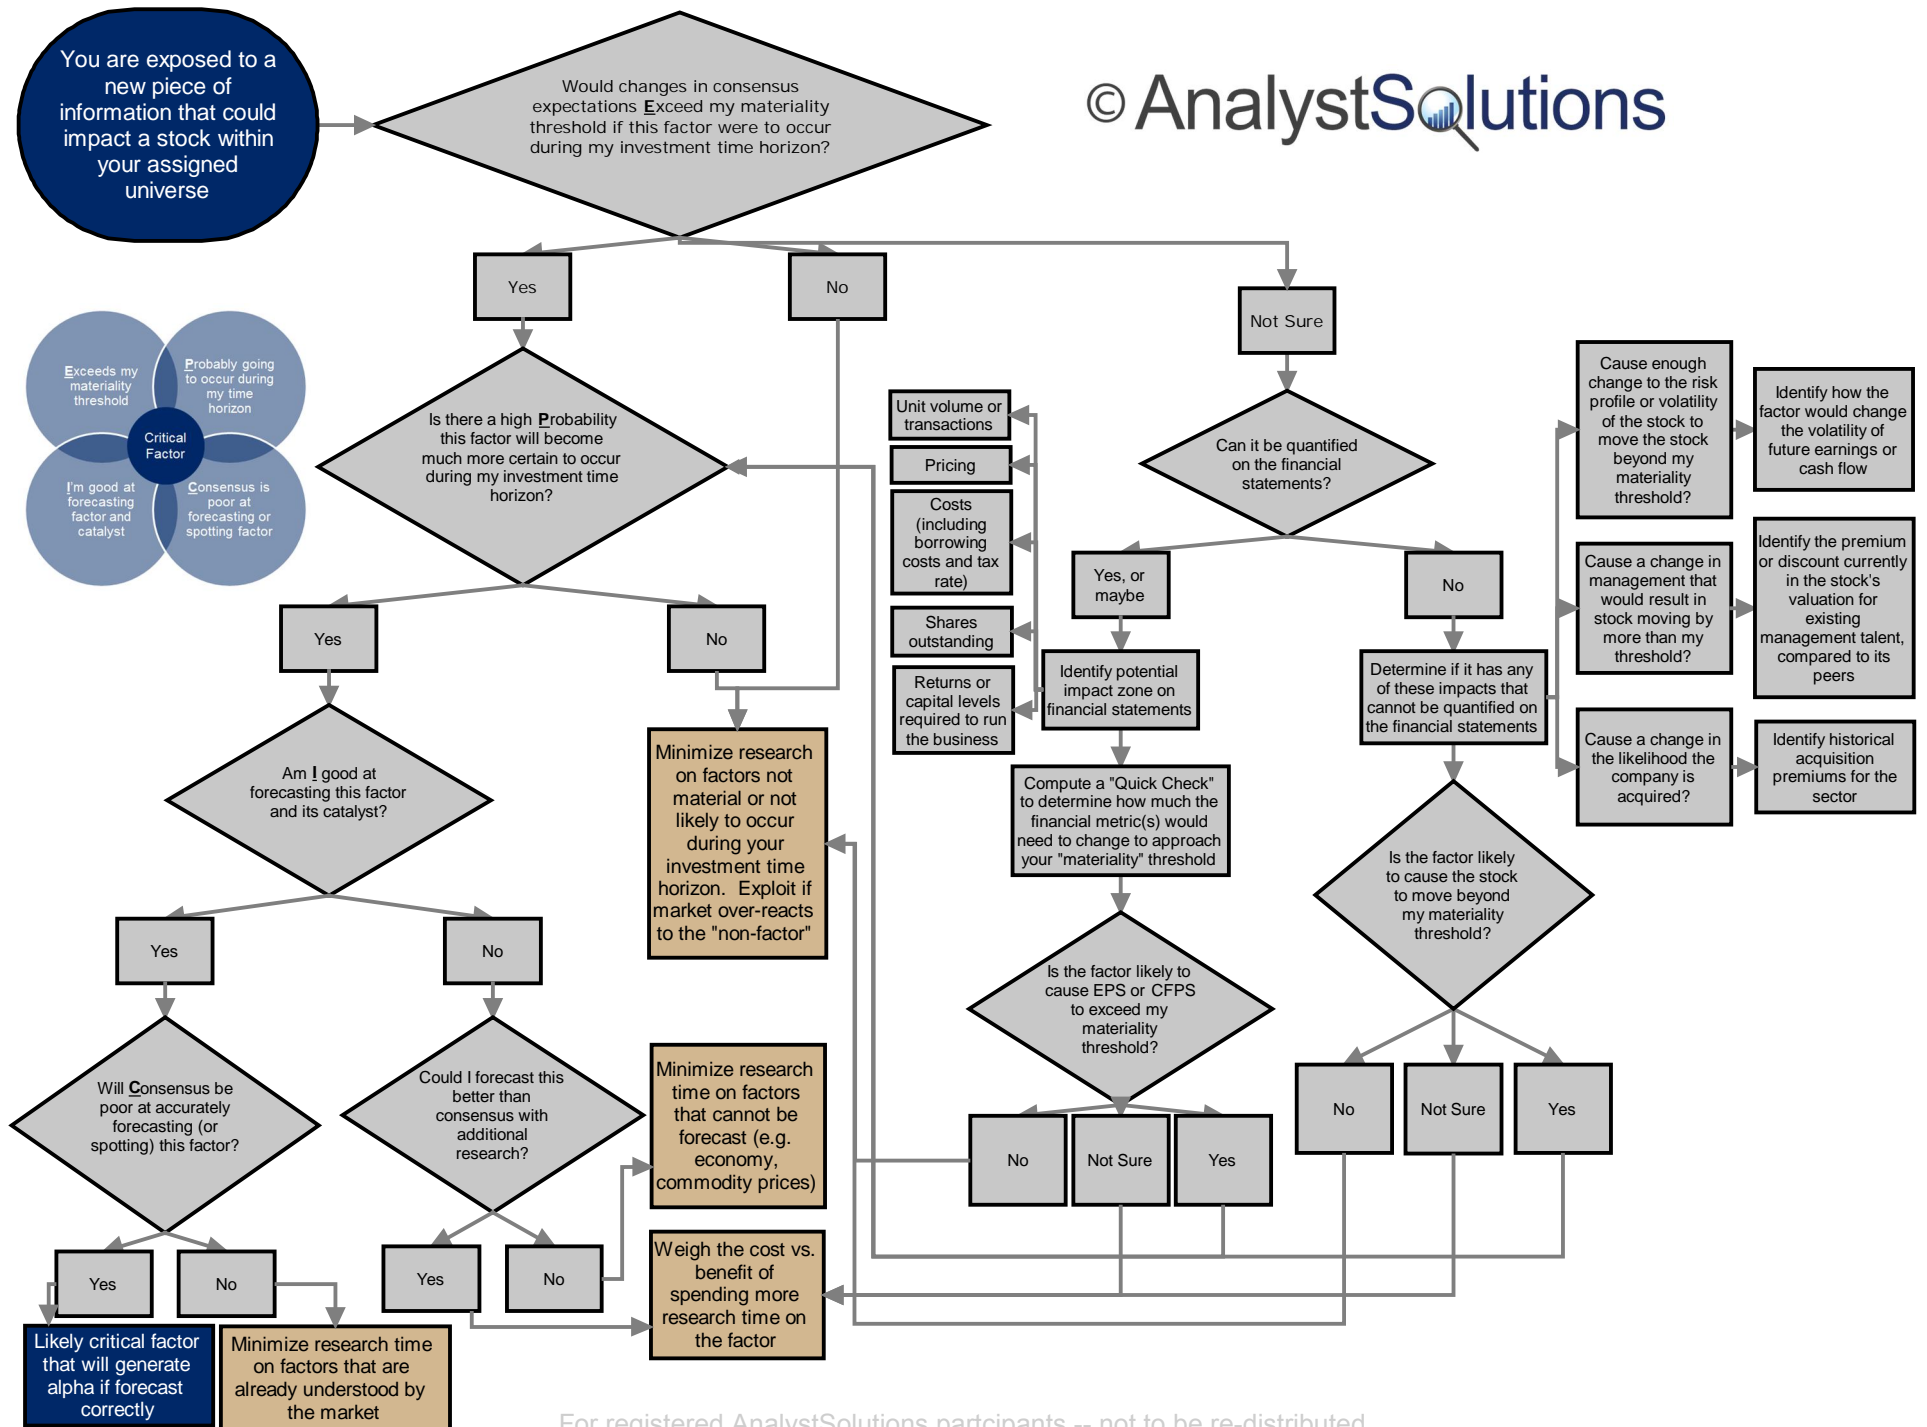 You are exposed to a
new piece of
information that could
impact a stock within
your assigned
universe
Would changes in consensus
expectations Exceed my materiality
threshold if this factor were to occur
during my investment time horizon?
© AnalystSolutions
Yes
No
Not Sure
Exceeds my
materiality
threshold
Probably going
to occur during
my time
horizon
Critical
Factor
I'm good at
forecasting
factor and
catalyst
Consensus is
poor at
forecasting or
spotting factor
Is there a high Probability
this factor will become
much more certain to occur
during my investment time
horizon?
Unit volume or
transactions
Pricing
Costs
(including
borrowing
costs and tax
rate)
Shares
outstanding
Returns or
capital levels
required to run
the business
Can it be quantified
on the financial
statements?
Cause enough
change to the risk
profile or volatility
of the stock to
move the stock
beyond my
materiality
threshold?
Identify how the
factor would change
the volatility of
future earnings or
cash flow
Yes, or
maybe
No
Cause a change in
management that
would result in
stock moving by
more than my
threshold?
Identify the premium
or discount currently
in the stock's
valuation for
existing
management talent,
compared to its
peers
Yes
No
Identify potential
impact zone on
financial statements
Determine if it has any
of these impacts that
cannot be quantified on
the financial statements
Cause a change in
the likelihood the
company is
acquired?
Identify historical
acquisition
premiums for the
sector
Am I good at
forecasting this factor
and its catalyst?
Minimize research
on factors not
material or not
likely to occur
during your
investment time
horizon. Exploit if
market over-reacts
to the "non-factor"
Compute a "Quick Check"
to determine how much the
financial metric(s) would
need to change to approach
your "materiality" threshold
Is the factor likely
to cause the stock
to move beyond
my materiality
threshold?
Yes
No
Is the factor likely to
cause EPS or CFPS
to exceed my
materiality
threshold?
Will Consensus be
poor at accurately
forecasting (or
spotting) this factor?
Could I forecast this
better than
consensus with
additional
research?
Minimize research
time on factors
that cannot be
forecast (e.g.
economy,
commodity prices)
No
Not Sure
Yes
No
Not Sure
Yes
Yes
No
Yes
No
Weigh the cost vs.
benefit of
spending more
research time on
the factor
Likely critical factor
that will generate
alpha if forecast
correctly
Minimize research time
on factors that are
already understood by
the market
For registered AnalystSolutions partcipants -- not to be re-distributed